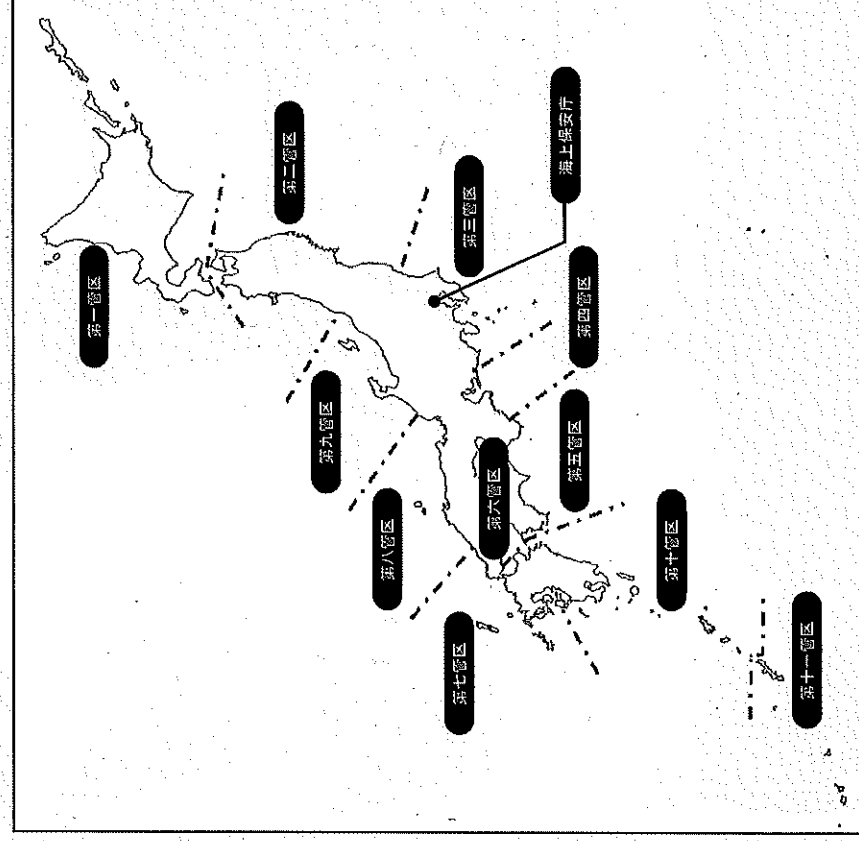 第一管区
第二管区
第三管区
海上保安庁
第四管区
第九管区
第五管区
第六管区
第八管区
第十管区
第七管区
第十一管区